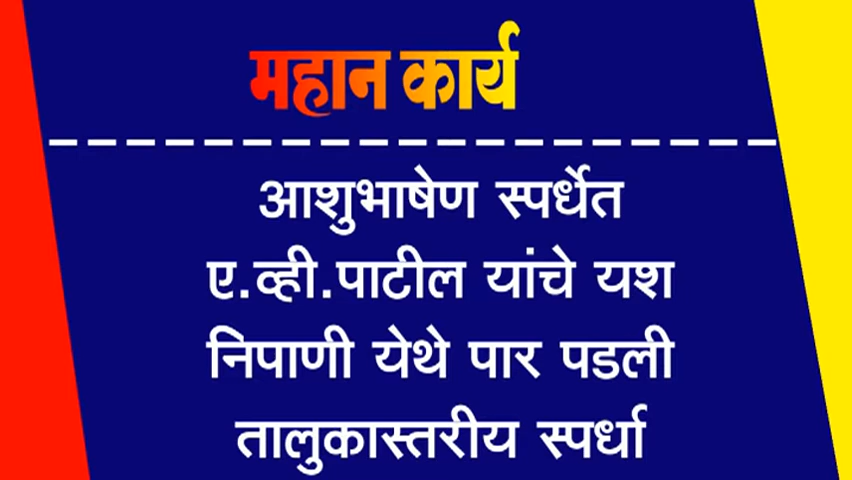 महान कार्य
आशुभाषेण स्पर्धेत
ए.व्ही.पाटील यांचे यश
निपाणी येथे पार पडली
तालुकास्तरीय स्पर्धा